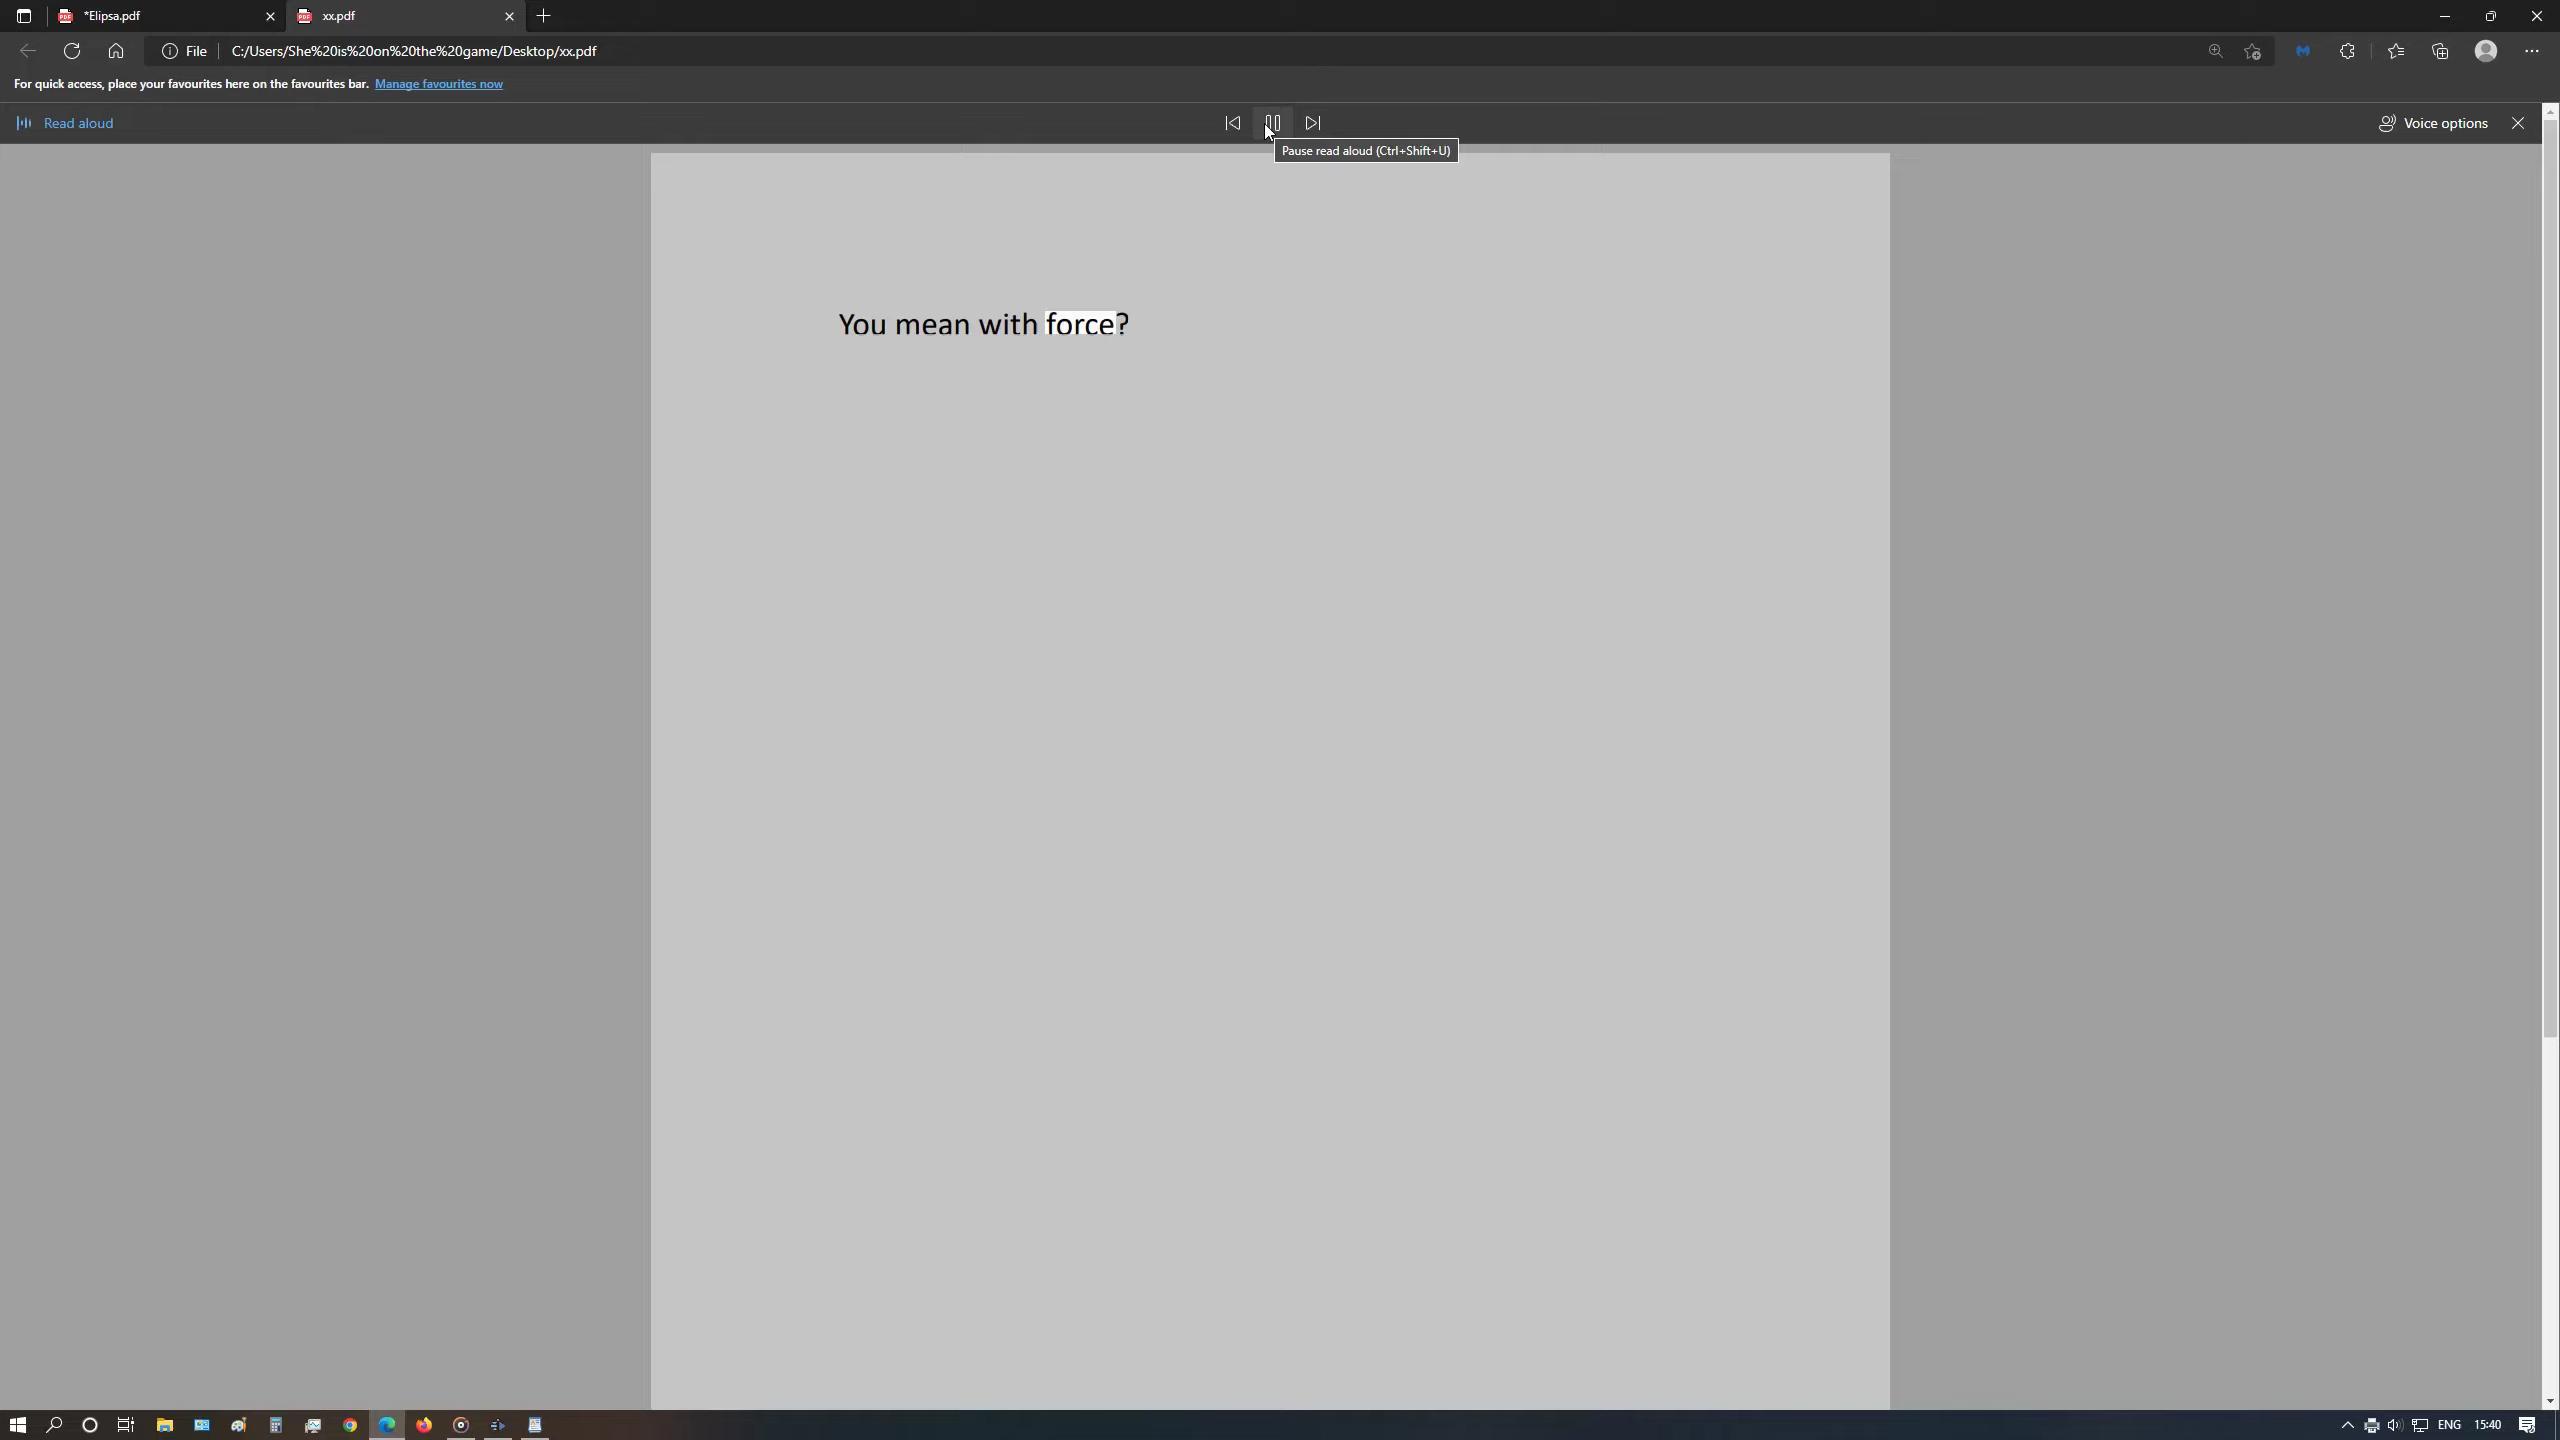 *Elipsa.pdf
xx.pdf
File
C:/Users/She%20is%20on%20the%20game/Desktop/xx.pdf
For quick access, place your favourites here on the favourites bar. Manage favourites now
Read aloud
Voice options
Pause read aloud (Ctrl+Shift+U)
You mean with force?
ENG
15:40